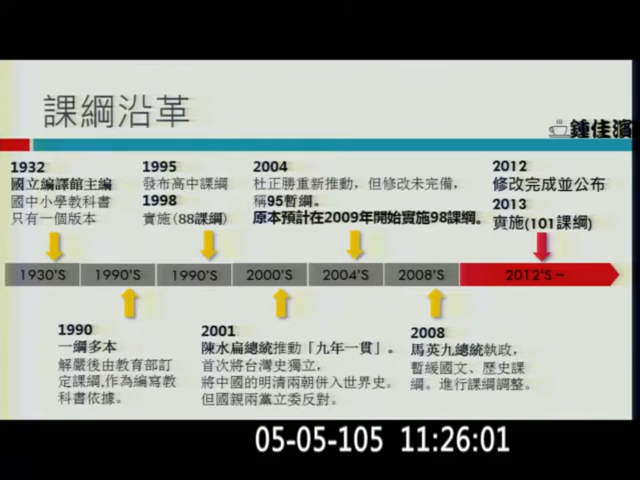 課綱沿革
鍾佳濱
1932
國立編譯館主編
國中小學教科書
只有一個版本
1995
發布高中課綱
1998
實施(88課綱)
2004
杜正勝重新推動，但修改未完備，
稱95暫綱。
原本預計在2009年開始實施98課綱。
2012
修改完成並公布
2013
實施(101課綱)
1930'S
1990'S
1990'S
2000'S
2004'S
2008'S
2012'S~
1990
一綱多本
解嚴後由教育部訂
定課綱,作為編寫教
科書依據。
2001
陳水扁總統推動「九年一貫」。
首次將台灣史獨立，
將中國的明清兩朝併入世界史。
但國親兩黨立委反對。
2008
馬英九總統執政，
暫緩國文、歷史課
綱。進行課綱調整。
05-05-105 11:26:01